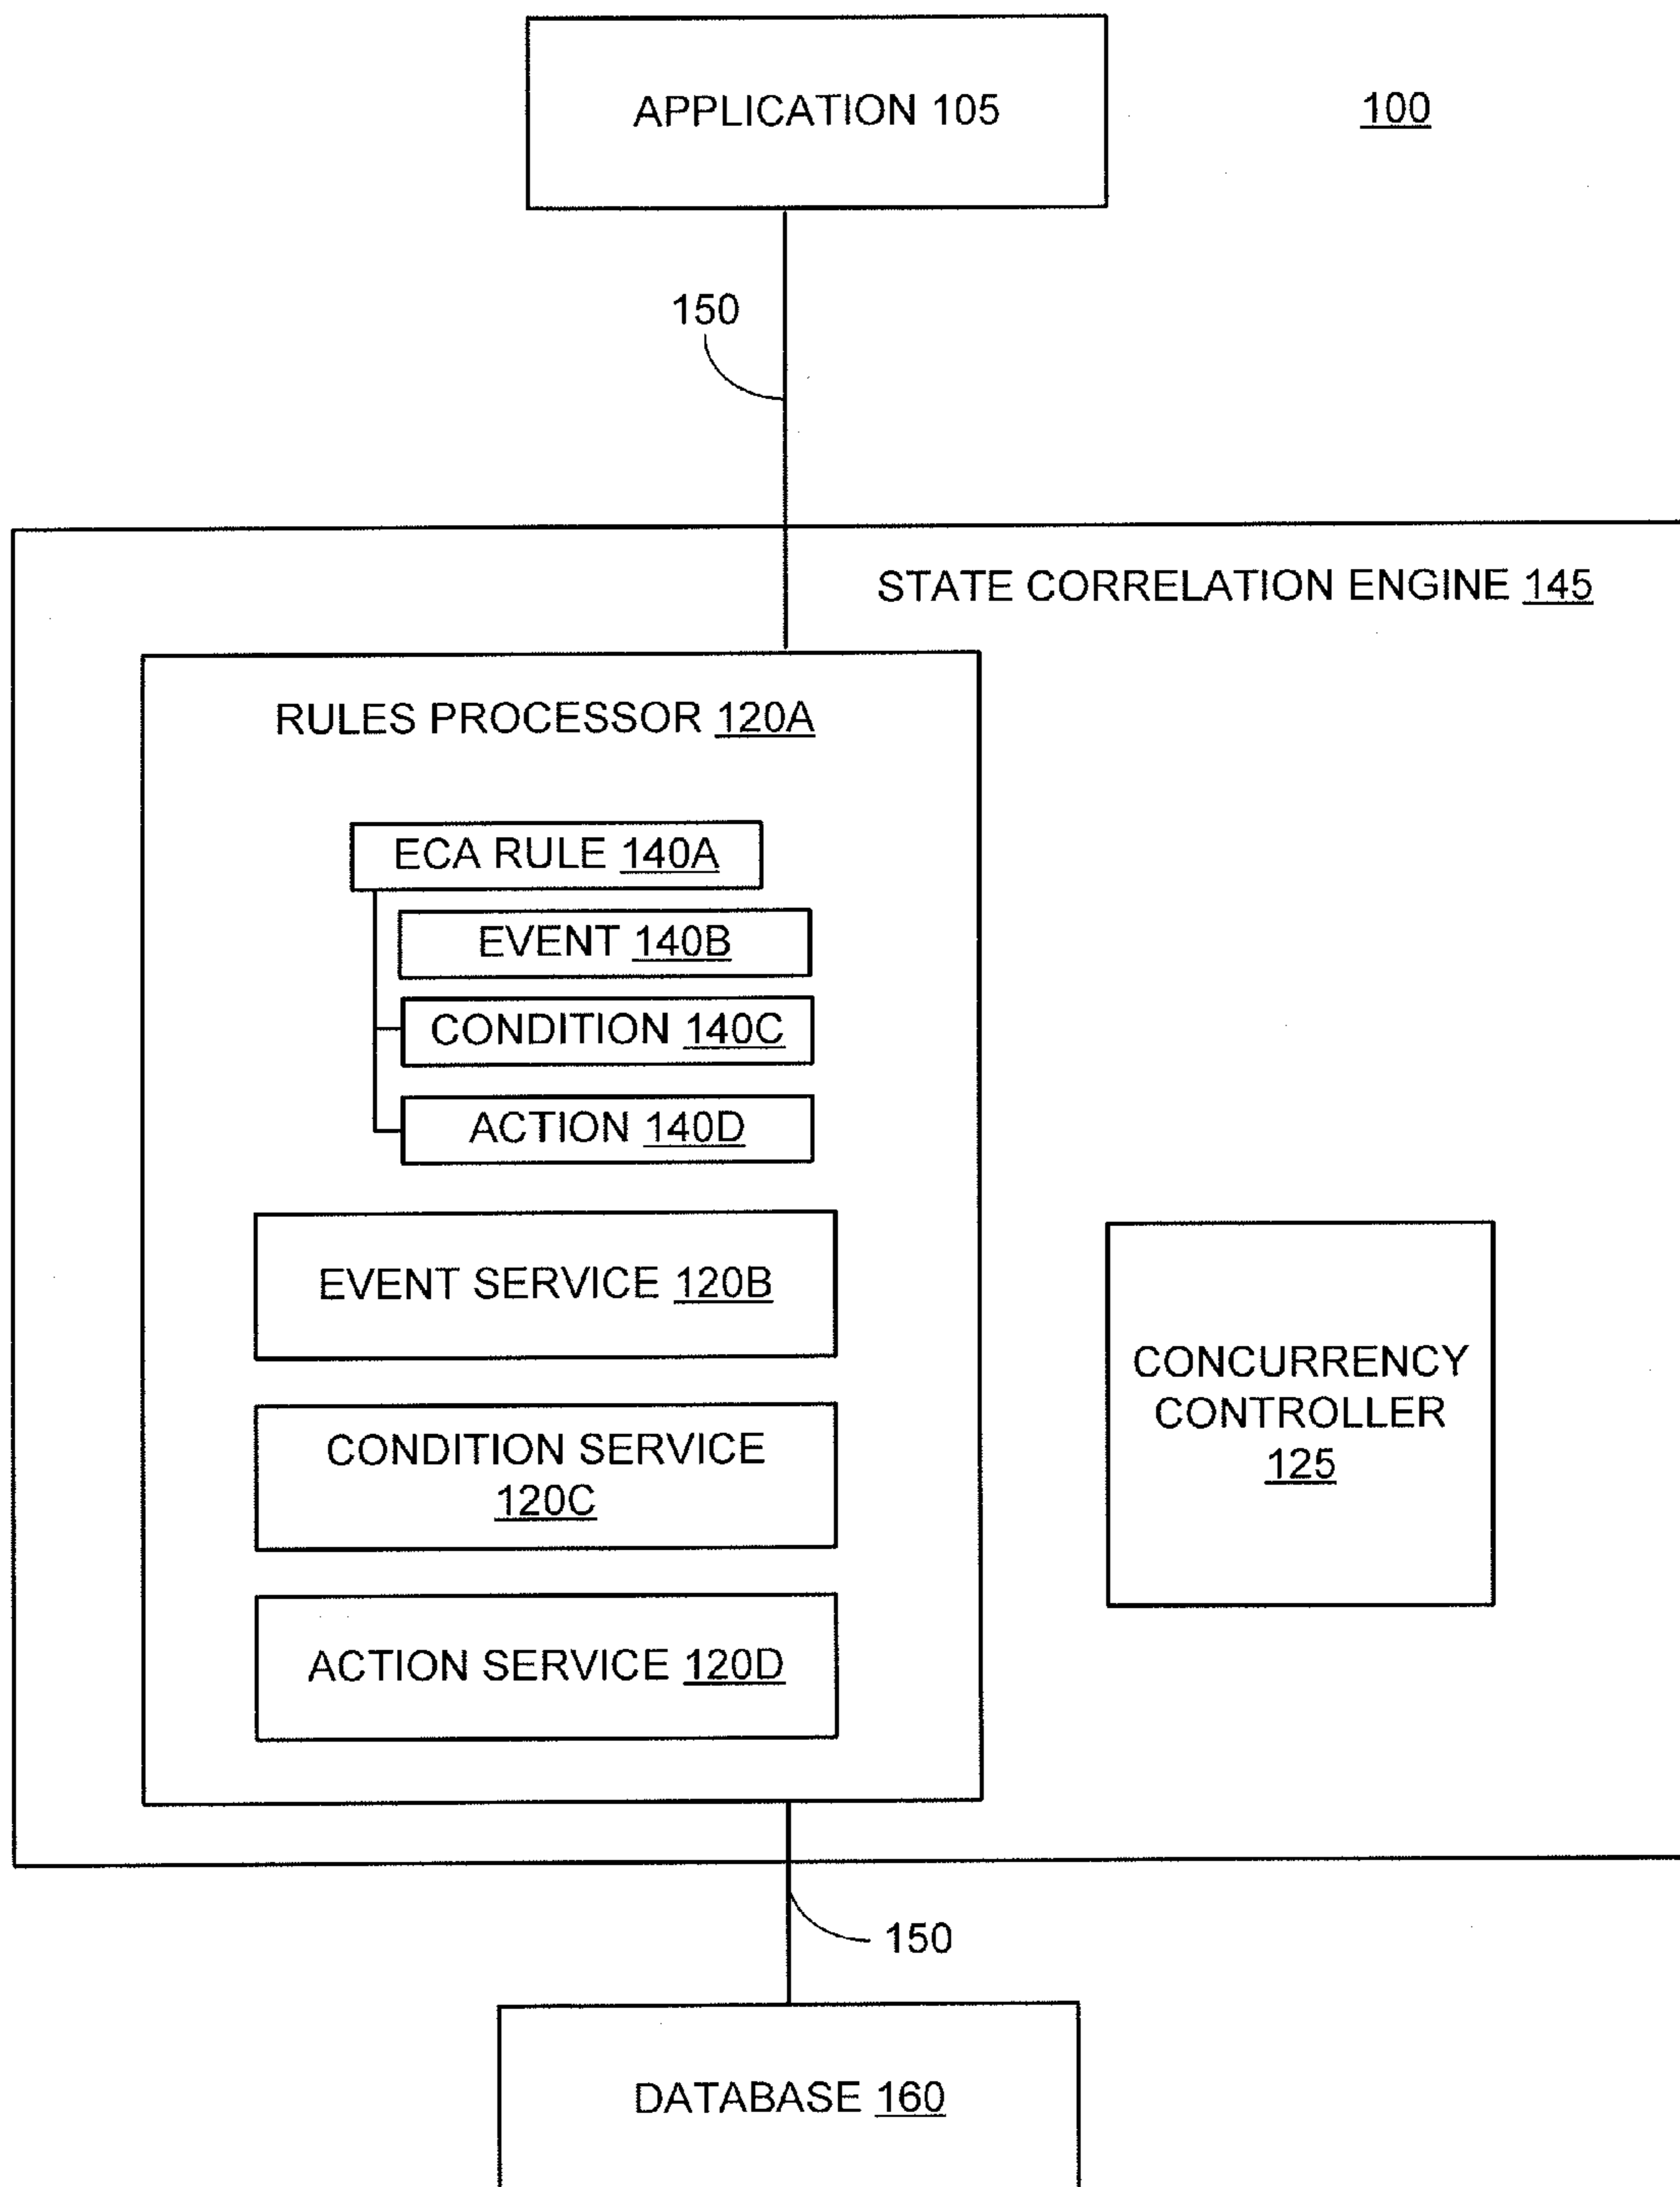 APPLICATION 105
100
150
STATE CORRELATION ENGINE 145
RULES PROCESSOR 120A
ECA RULE 140A
EVENT 140B
CONDITION 140C
ACTION 140D
EVENT SERVICE 120B
CONDITION SERVICE
120C
ACTION SERVICE 120D
CONCURRENCY
CONTROLLER
125
150
DATABASE 160